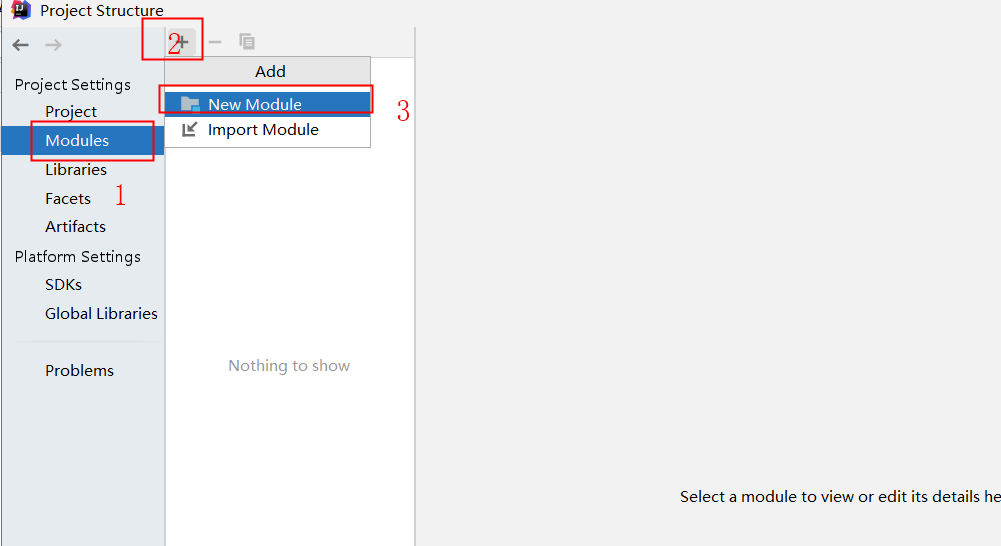 Project Structure
2
Add
Project Settings
New Module
3
Project
Import Module
Modules
Libraries
Facets
1
Artifacts
Platform Settings
SDKs
Global Libraries
Nothing to show
Problems
Select a module to view or edit its details he